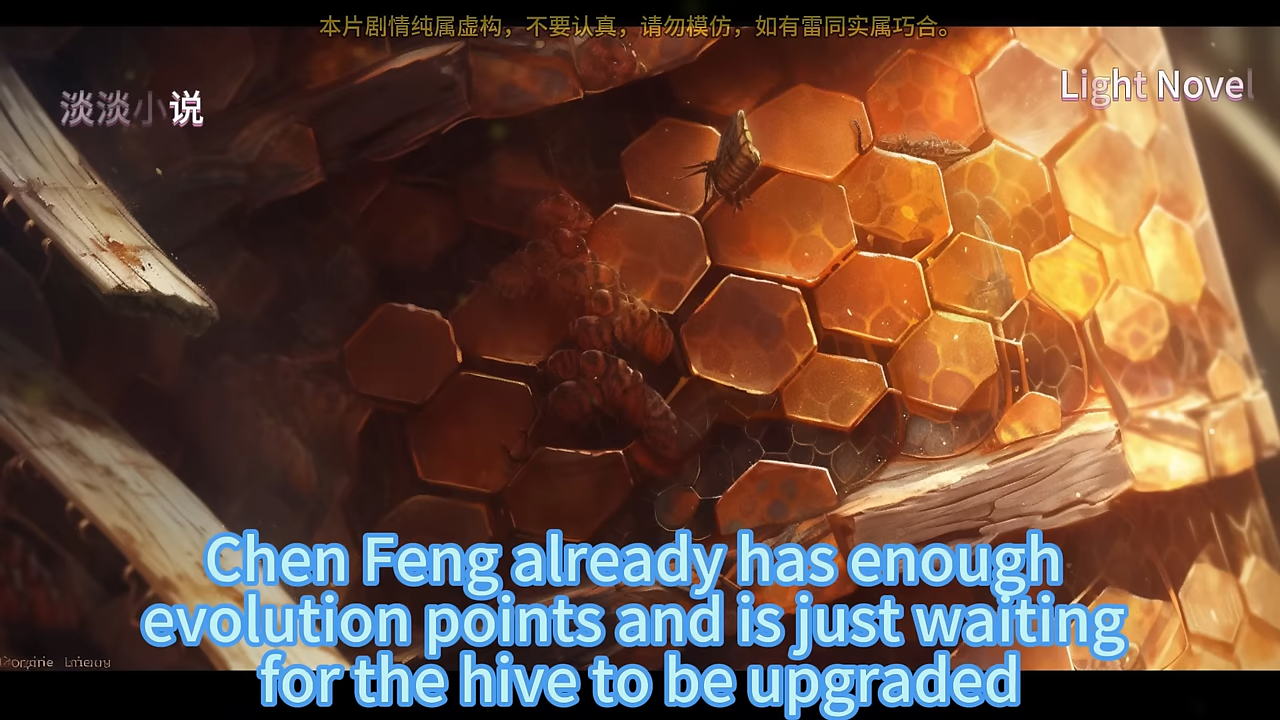 本片剧情纯属虚构，不要认真，请勿模仿，如有雷同实属巧合。
淡淡小说
Light Novel
Chen Feng already has enough
evolution points and is just waiting
for the hive to be upgraded